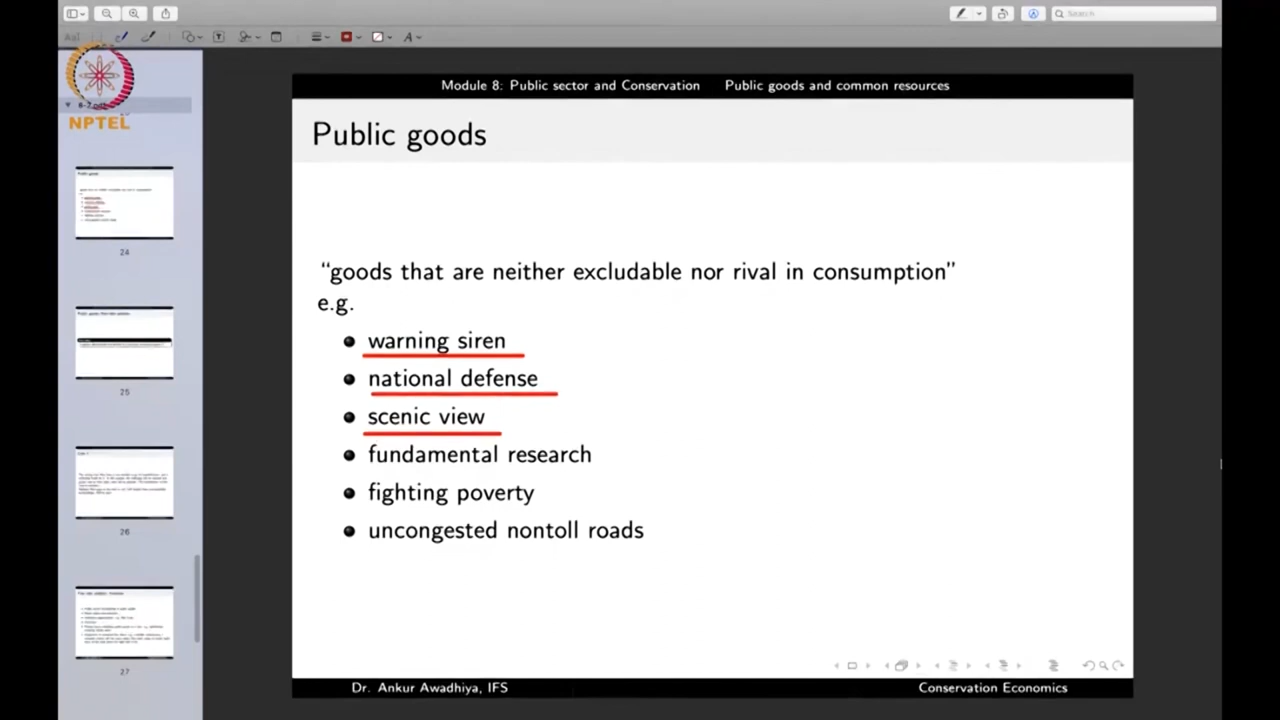 Search
NPTEL
Module 8: Public sector and Conservation Public goods and common resources
Public goods
“goods that are neither excludable nor rival in consumption”
e.g.
warning siren
national defense
scenic view
fundamental research
fighting poverty
uncongested nontoll roads
24
25
26
27
Dr. Ankur Awadhiya, IFS Conservation Economics